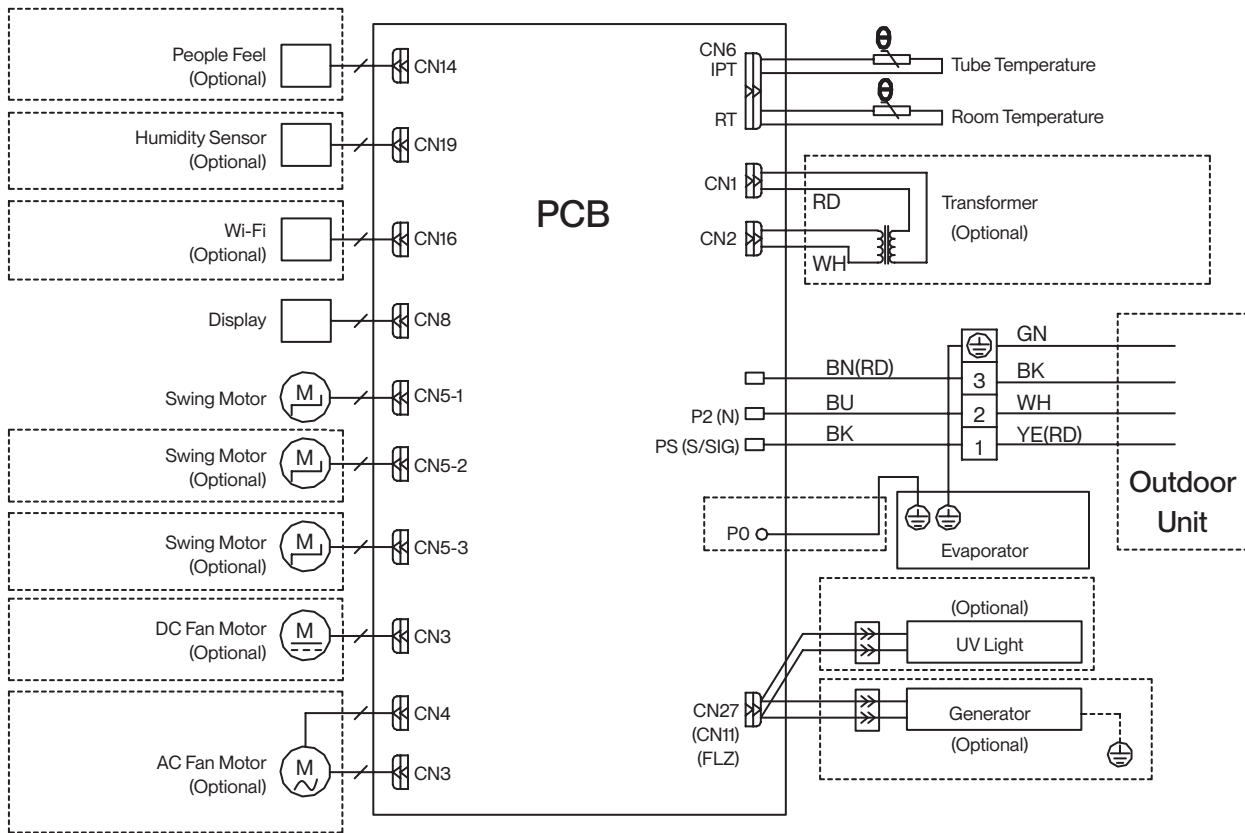 People Feel
(Optional)
CN14
Humidity Sensor
(Optional)
CN19
Wi-Fi
(Optional)
CN16
Display
CN8
Swing Motor
M
CN5-1
Swing Motor
(Optional)
M
CN5-2
Swing Motor
(Optional)
M
CN5-3
DC Fan Motor
(Optional)
M
CN3
CN4
AC Fan Motor
(Optional)
M
CN3
PCB
CN6
IPT
θ
Tube Temperature
RT
θ
Room Temperature
CN1
RD
CN2
WH
Transformer
(Optional)
GN
BN(RD)
3
BK
P2 (N)
BU
2
WH
PS (S/SIG)
BK
1
YE(RD)
Outdoor
Unit
P0
Evaporator
(Optional)
UV Light
CN27
(CN11)
(FLZ)
Generator
(Optional)